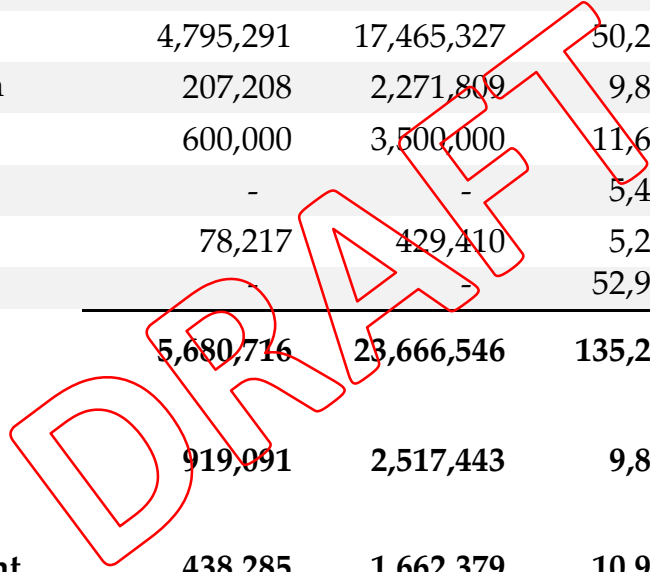 4,795,291 17,465,327 50,2
207,208 2,271,809 9,8
600,000 3,500,000 11,6
- - 5,4
78,217 429,410 5,2
- - 52,9
5,680,716 23,666,546 135,2
919,091 2,517,443 9,8
nt 438,285 1,662,379 10,9
DRAFT